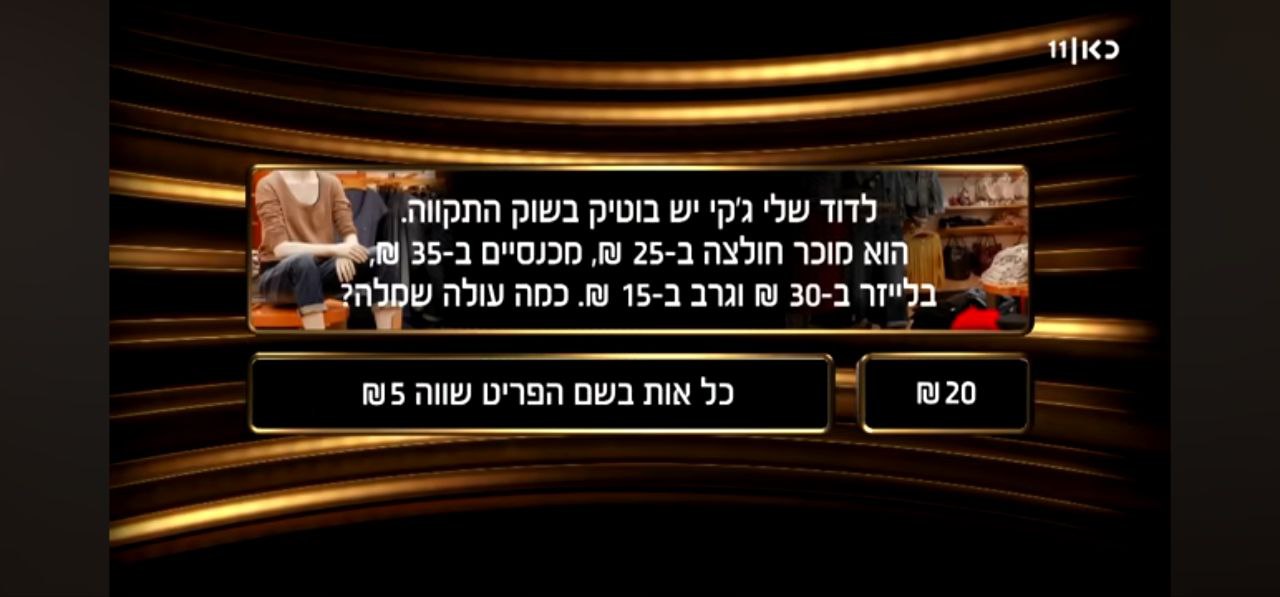 כאן 11
לדוד שלי ג'קי יש בוטיק בשוק התקווה.
הוא מוכר חולצה ב-25 ₪, מכנסיים ב-35 ₪,
בלייזר ב-30 ₪ וגרב ב-15 ₪. כמה עולה שמלה?
20 ₪
כל אות בשם הפריט שווה 5 ₪